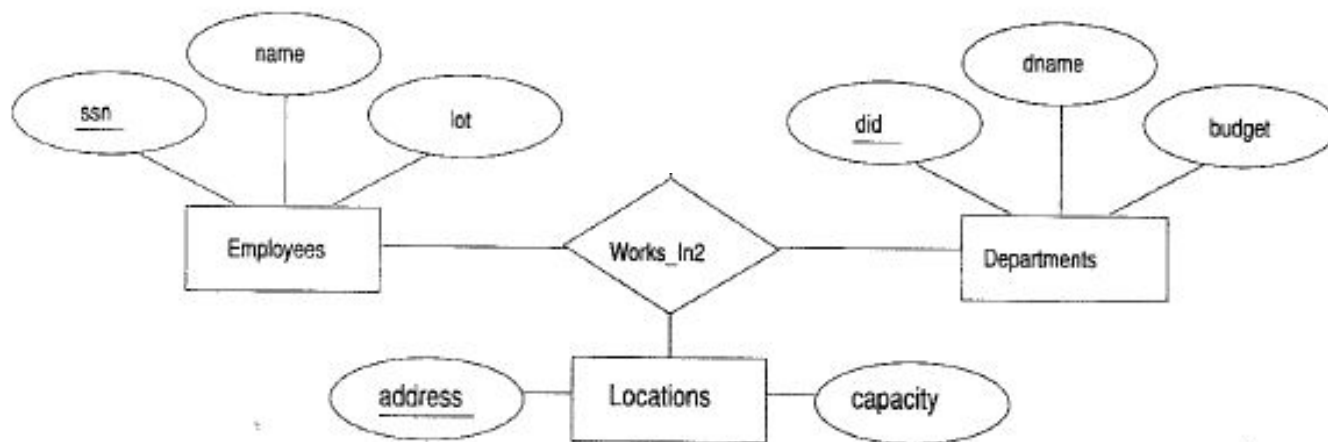 name
dname
ssn
lot
did
budget
Employees
Works_In2
Departments
address
Locations
capacity